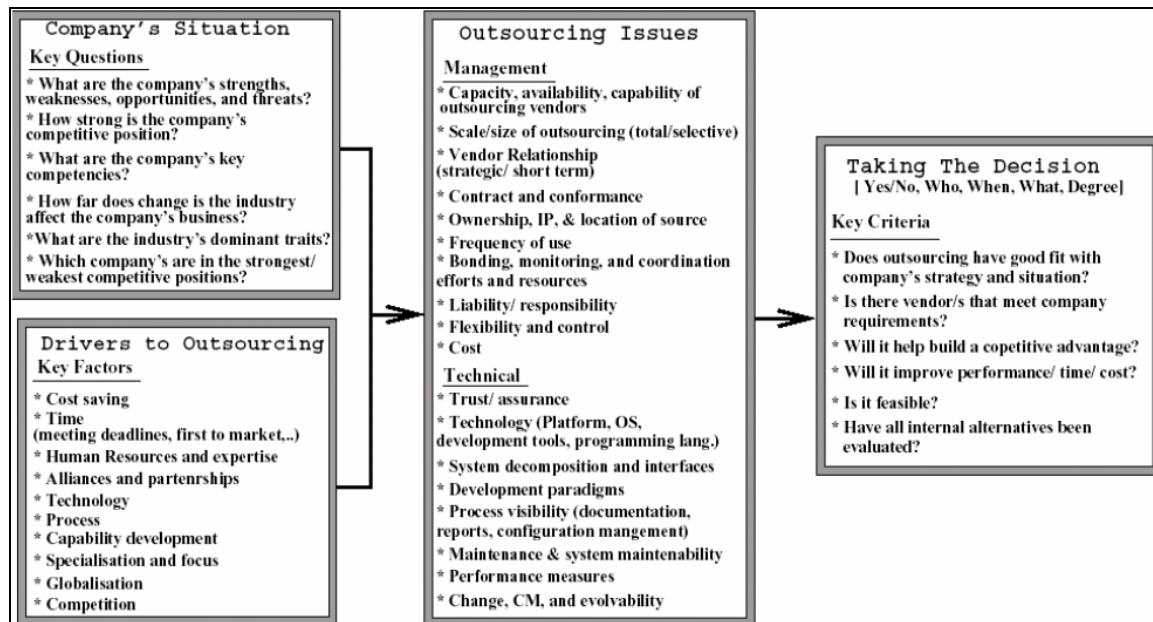 Company's Situation
Key Questions
* What are the company's strengths,
weaknesses, opportunities, and threats?
* How strong is the company's
competitive position?
* What are the company's key
competencies?
* How far does change is the industry
affect the company's business?
*What are the industry's dominant traits?
* Which company's are in the strongest/
weakest competitive positions?
Drivers to Outsourcing
Key Factors
* Cost saving
* Time
(meeting deadlines, first to market,..)
* Human Resources and expertise
* Alliances and partenrships
* Technology
* Process
* Capability development
* Specialisation and focus
* Globalisation
* Competition
Outsourcing Issues
Management
* Capacity, availability, capability of
outsourcing vendors
* Scale/size of outsourcing (total/selective)
* Vendor Relationship
(strategic/ short term)
* Contract and conformance
* Ownership, IP, & location of source
* Frequency of use
* Bonding, monitoring, and coordination
efforts and resources
* Liability/ responsibility
* Flexibility and control
* Cost
Technical
* Trust/ assurance
* Technology (Platform, OS,
development tools, programming lang.)
* System decomposition and interfaces
* Development paradigms
* Process visibility (documentation,
reports, configuration mangement)
* Maintenance & system maintenability
* Performance measures
* Change, CM, and evolvability
Taking The Decision
[ Yes/No, Who, When, What, Degree]
Key Criteria
* Does outsourcing have good fit with
company's strategy and situation?
* Is there vendor/s that meet company
requirements?
* Will it help build a copetitive advantage?
* Will it improve performance/ time/ cost?
* Is it feasible?
* Have all internal alternatives been
evaluated?